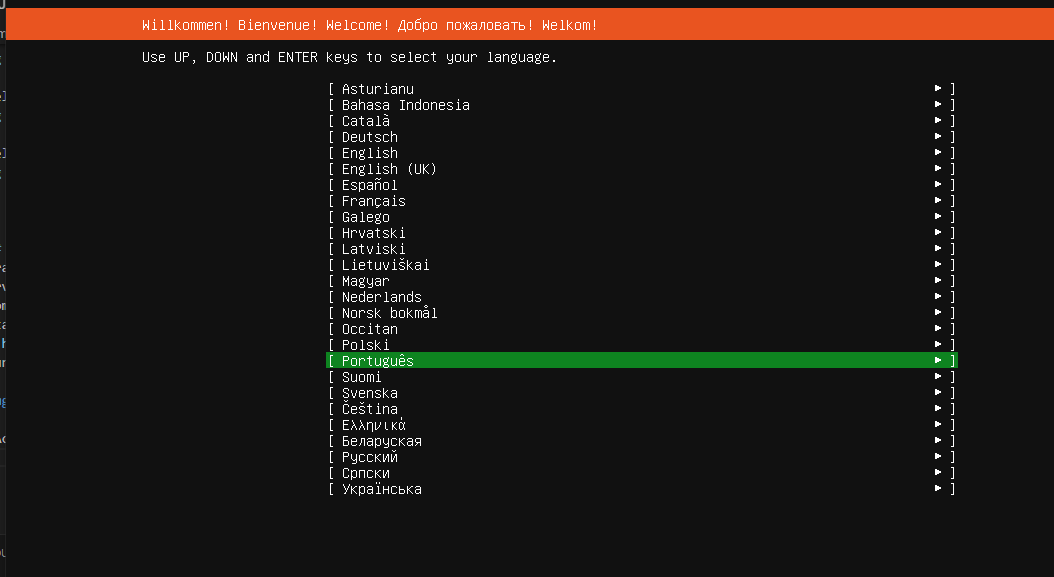 Willkommen! Bienvenue! Welcome! Добро пожаловать! Welkom!
Use UP, DOWN and ENTER keys to select your language.
[ Asturianu ▸ ]
[ Bahasa Indonesia ▸ ]
[ Català ▸ ]
[ Deutsch ▸ ]
[ English ▸ ]
[ English (UK) ▸ ]
[ Español ▸ ]
[ Français ▸ ]
[ Galego ▸ ]
[ Hrvatski ▸ ]
[ Latviski ▸ ]
[ Lietuviškai ▸ ]
[ Magyar ▸ ]
[ Nederlands ▸ ]
[ Norsk bokmål ▸ ]
[ Occitan ▸ ]
[ Polski ▸ ]
[ Português ▸ ]
[ Suomi ▸ ]
[ Svenska ▸ ]
[ Čeština ▸ ]
[ Ελληνικά ▸ ]
[ Беларуская ▸ ]
[ Русский ▸ ]
[ Српски ▸ ]
[ Українська ▸ ]